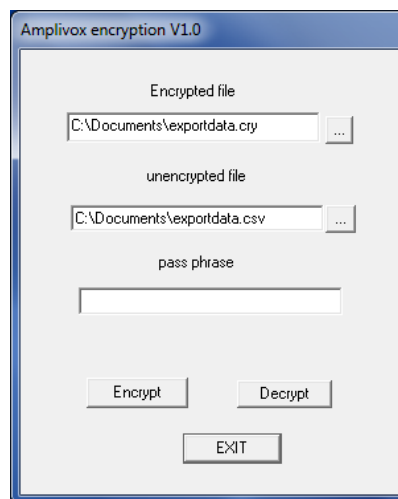 Amplivox encryption V1.0
Encrypted file
C:\Documents\exportdata.cry
...
unencrypted file
C:\Documents\exportdata.csv
...
pass phrase
Encrypt
Decrypt
EXIT